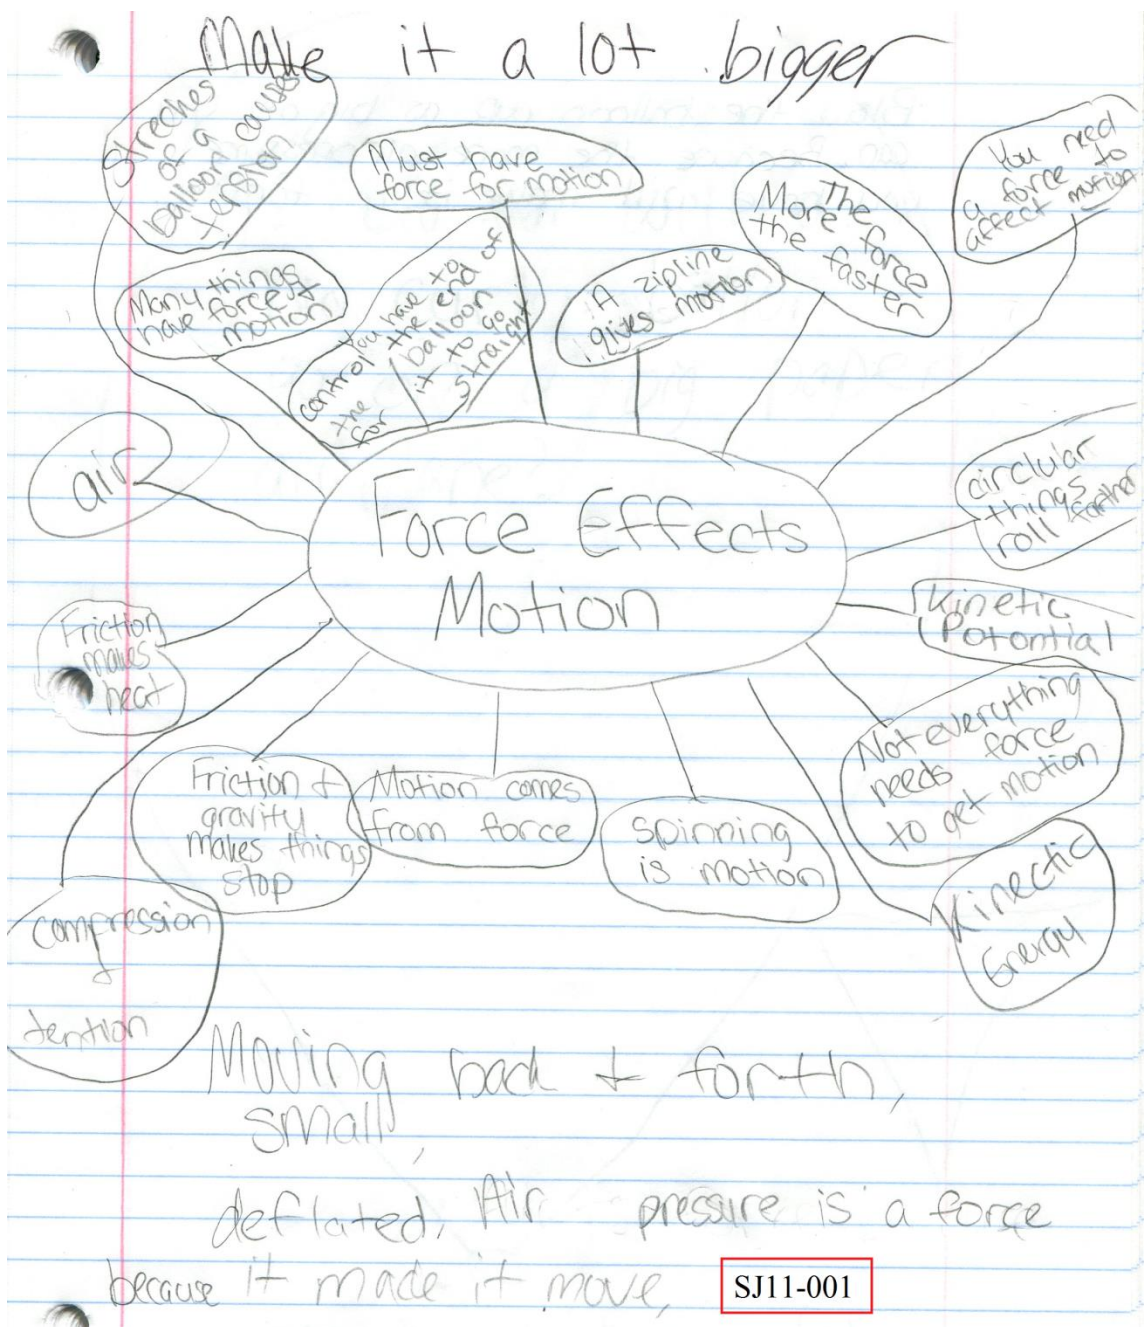 Make it a lot bigger
Streches
of a
balloon causes
tension
Must have
force for motion
The
More force
the faster
You need
a force to
affect motion
Many things
have force &
motion
You have to
control the end of
the balloon
for it to go
straight
A zipline
gives motion
air
Force Effects
Motion
circlular
things
roll farther
Kinetic
Potontial
Friction
makes
heat
Not everything
needs force
to get motion
Friction &
gravity
makes things
stop
Motion comes
from force
Spinning
is motion
Kinectic
Energy
compression
&
tention
Moving back & forth,
small,
deflated. Air pressure is a force
because it made it move,
SJ11-001